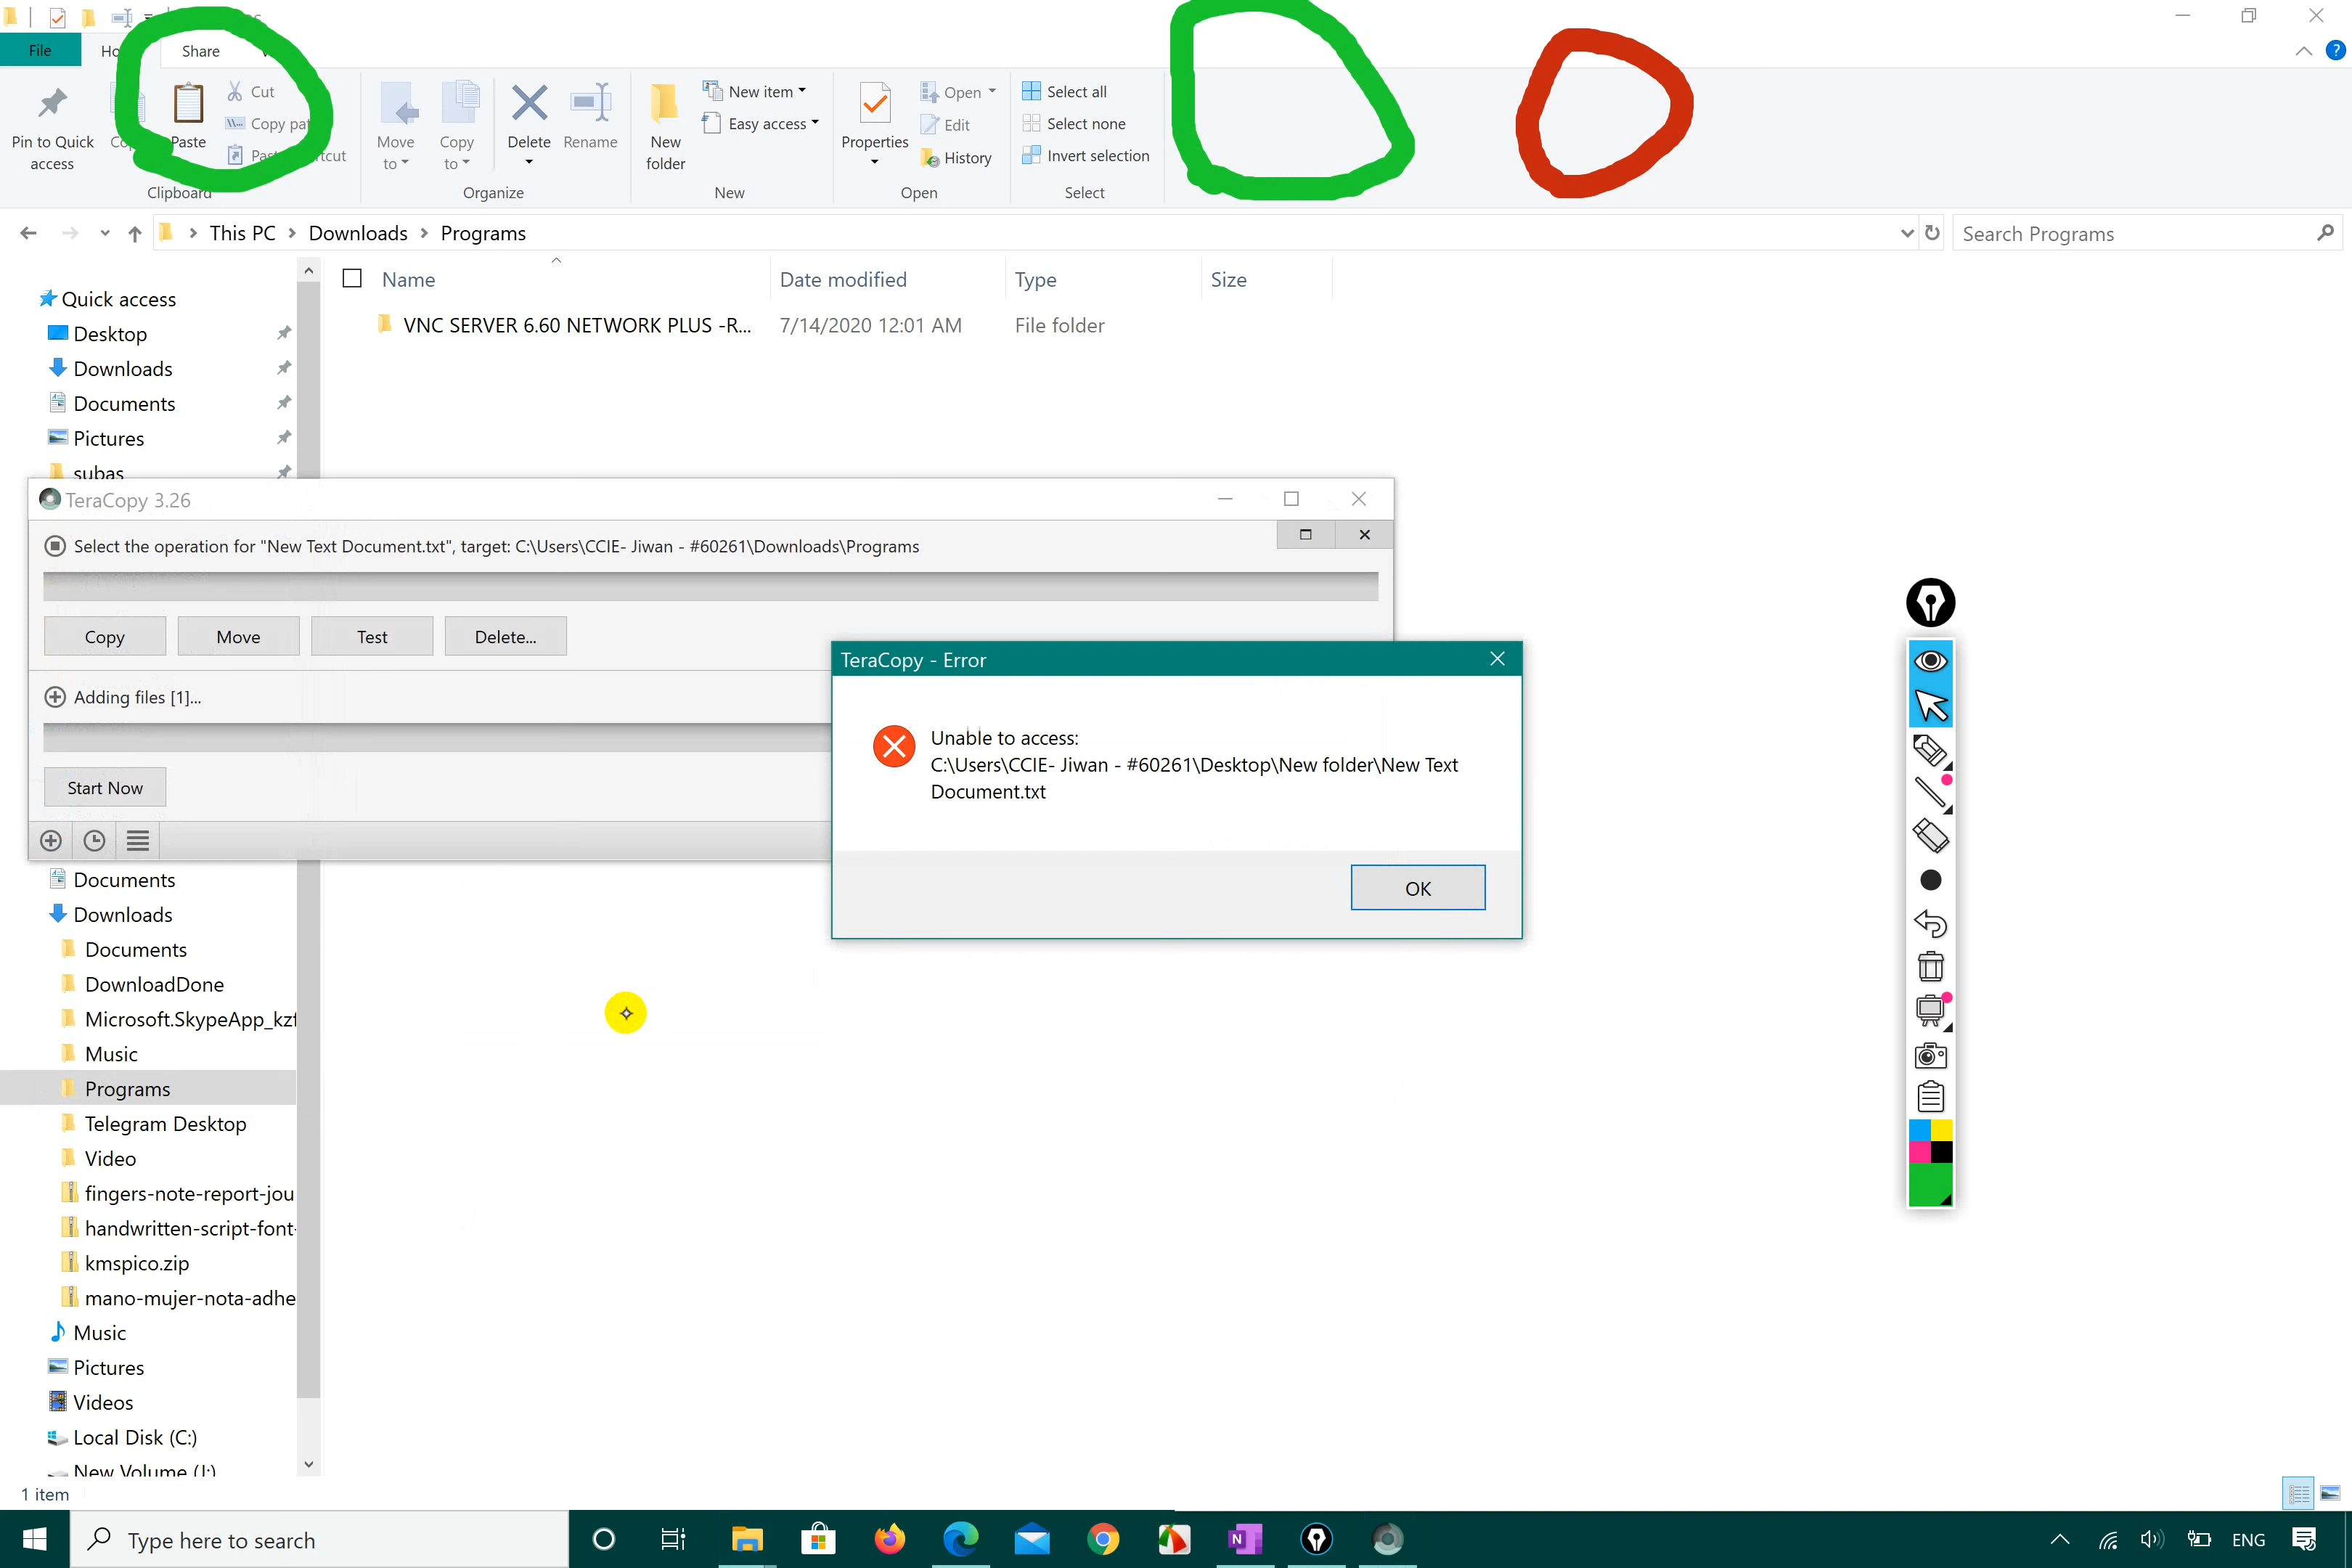 File
Share
Pin to Quick access
Paste
Cut
Clipboard
Move to
Copy to
Delete
Rename
Organize
New folder
New item
Easy access
New
Properties
Open
Edit
History
Open
Select all
Select none
Invert selection
Select
This PC > Downloads > Programs
Search Programs
Name
Date modified
Type
Size
VNC SERVER 6.60 NETWORK PLUS -R...
7/14/2020 12:01 AM
File folder
Quick access
Desktop
Downloads
Documents
Pictures
subas
TeraCopy 3.26
Select the operation for "New Text Document.txt", target: C:\Users\CCIE- Jiwan - #60261\Downloads\Programs
Copy
Move
Test
Delete...
Adding files [1]...
Start Now
TeraCopy - Error
Unable to access:
C:\Users\CCIE- Jiwan - #60261\Desktop\New folder\New Text
Document.txt
OK
Documents
Downloads
Documents
DownloadDone
Microsoft.SkypeApp_kzf
Music
Programs
Telegram Desktop
Video
fingers-note-report-jou
handwritten-script-font-
kmspico.zip
mano-mujer-nota-adhe
Music
Pictures
Videos
Local Disk (C:)
New Volume (J:)
1 item
Type here to search
ENG